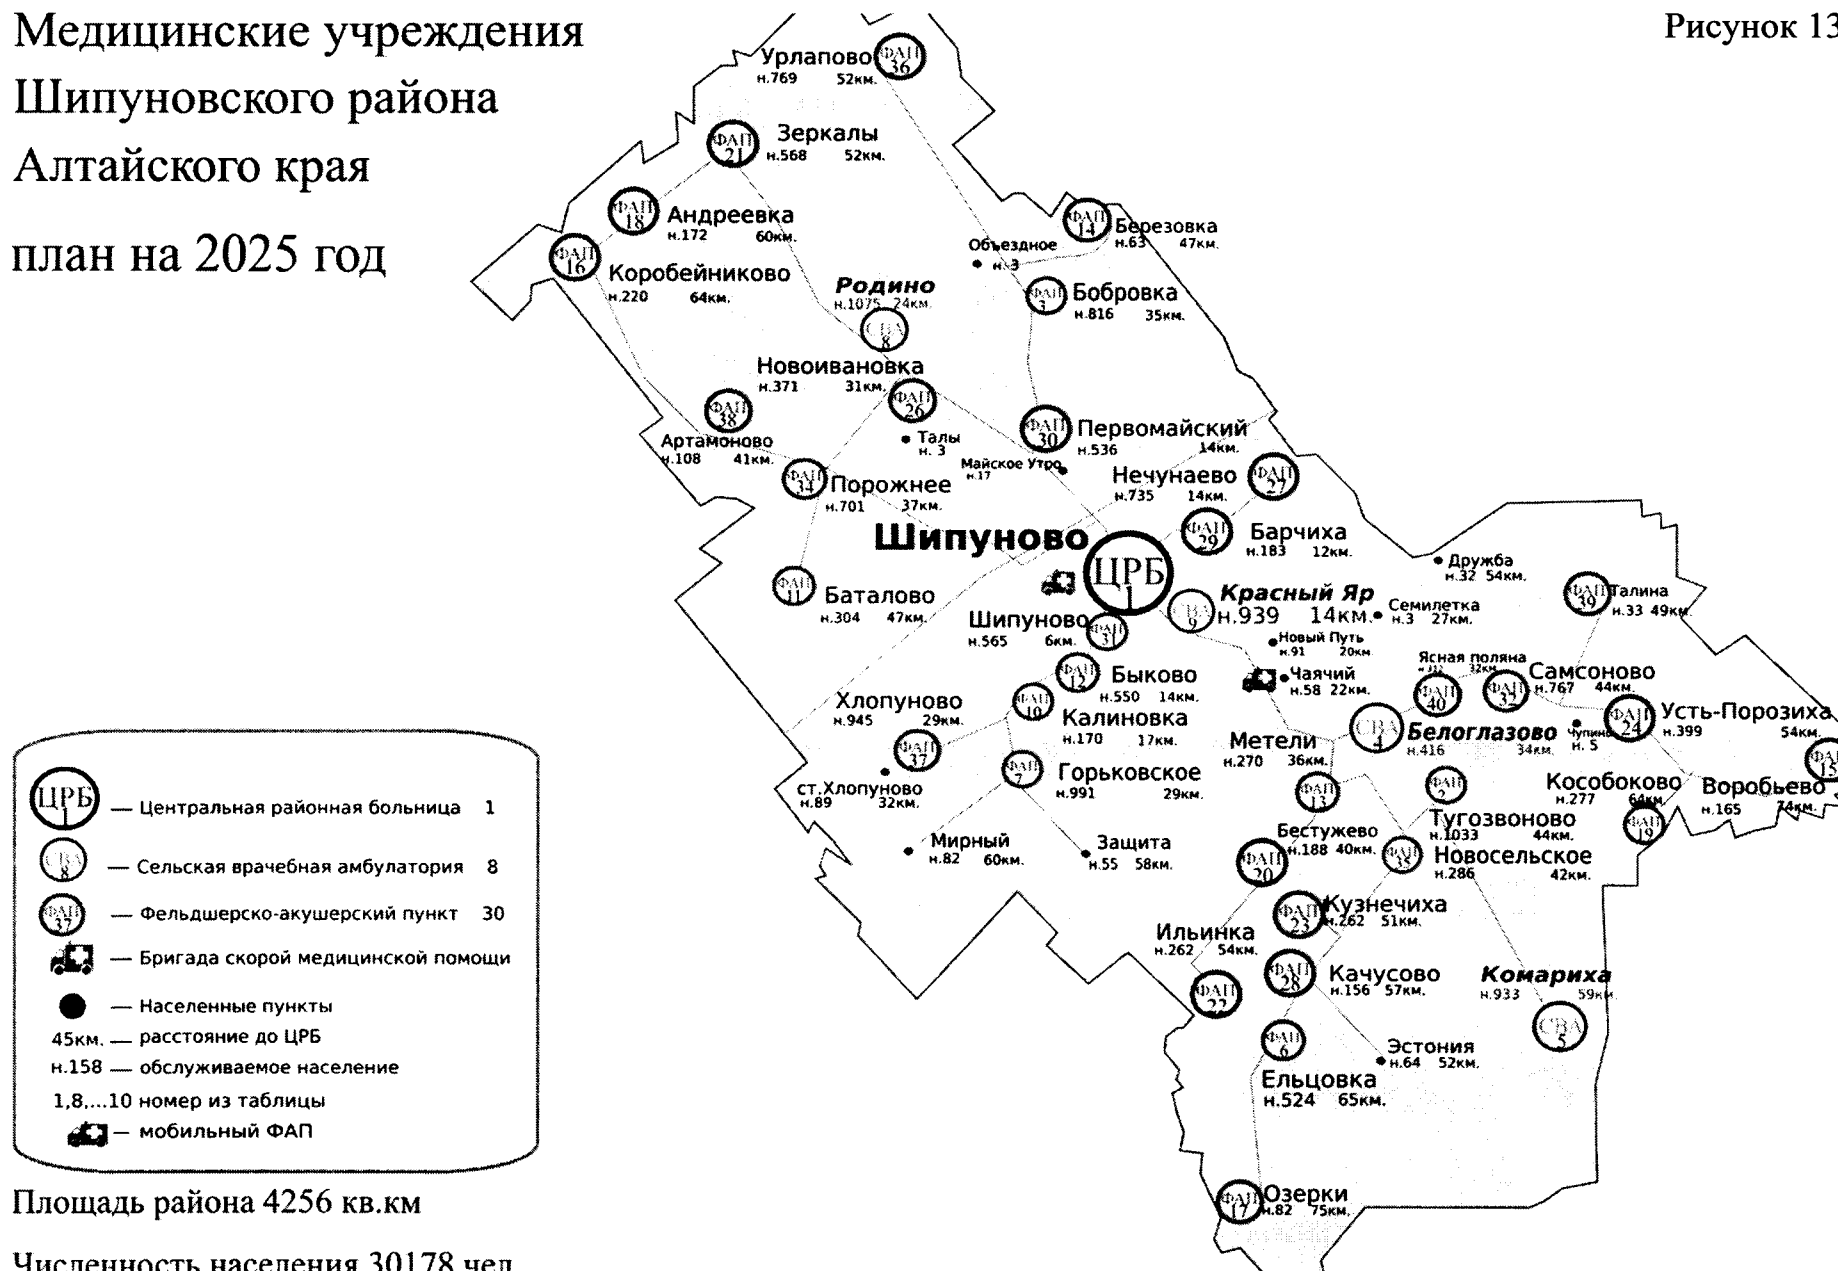 Медицинские учреждения
Шипуновского района
Алтайского края
план на 2025 год
Рисунок 13
Урлапово ФАП 36
н.769 52км.
ФАП 21 Зеркалы
н.568 52км.
ФАП 18 Андреевка
н.172 60км.
ФАП 16 Коробейниково
н.220 64км.
ФАП 14 Березовка
н.63 47км.
Объездное
н. 3
Родино
н.1075 24км.
СВА 8
ФАП 3 Бобровка
н.816 35км.
Новоивановка
н.371 31км.
ФАП 26
ФАП 38
Артамоново
н.108 41км.
Талы
н. 3
ФАП 30 Первомайский
н.536 14км.
Майское Утро
н.17
Нечунаево ФАП 27
н.735 14км.
ФАП 34 Порожнее
н.701 37км.
Шипуново
ЦРБ 1
ФАП 29 Барчиха
н.183 12км.
Дружба
н.32 54км.
ФАП 11 Баталово
н.304 47км.
СВА 9 Красный Яр
н.939 14км.
Семилетка
н.3 27км.
ФАП 39 Талина
н.33 49км.
Шипуново ФАП 31
н.565 6км.
Новый Путь
н.91 20км
Чаячий
н.58 22км.
ФАП 12 Быково
н.550 14км.
Ясная поляна
32км
ФАП 40
ФАП 32 Самсоново
н.767 44км.
Хлопуново
н.945 29км.
ФАП 37
ФАП 10 Калиновка
н.170 17км.
СВА 4 Белоглазово
н.416 34км.
н. 5
ФАП 24 Усть-Порозиха
н.399 54км.
Метели
н.270 36км.
ФАП 13
ФАП 7 Горьковское
н.991 29км.
ст.Хлопуново
н.89 32км.
ФАП 2
Тугозвоново
н.1033 44км.
Кособоково
н.277 64км.
ФАП 19
Воробьево
н.165 74км.
ФАП 15
Мирный
н.82 60км.
Защита
н.55 58км.
Бестужево
н.188 40км.
ФАП 20
ФАП 35 Новосельское
н.286 42км.
ФАП 23 Кузнечиха
н.262 51км.
Ильинка
н.262 54км.
ФАП 22
ФАП 28 Качусово
н.156 57км.
Комариха
н.933 59км.
СВА 5
ФАП 6
Ельцовка
н.524 65км.
Эстония
н.64 52км.
ФАП 17 Озерки
н.82 75км.
ЦРБ 1 — Центральная районная больница 1
СВА 8 — Сельская врачебная амбулатория 8
ФАП 37 — Фельдшерско-акушерский пункт 30
— Бригада скорой медицинской помощи
— Населенные пункты
45км. — расстояние до ЦРБ
н.158 — обслуживаемое население
1,8,...10 номер из таблицы
— мобильный ФАП
Площадь района 4256 кв.км
Численность населения 30178 чел